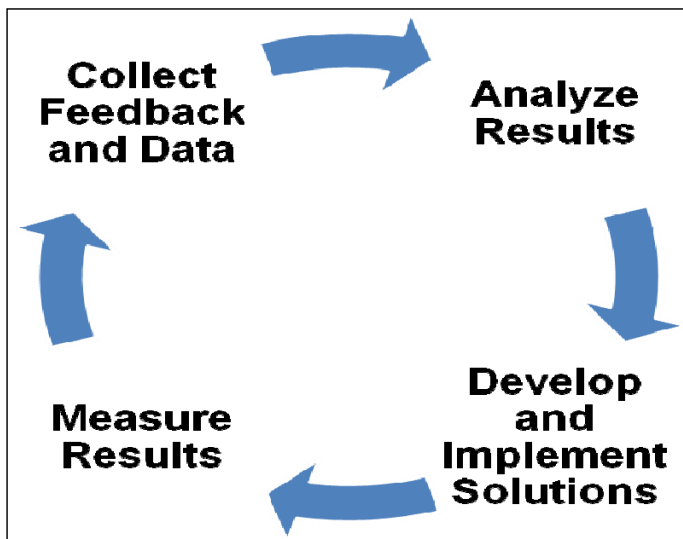 Collect
Feedback
and Data
Analyze
Results
Develop
and
Implement
Solutions
Measure
Results